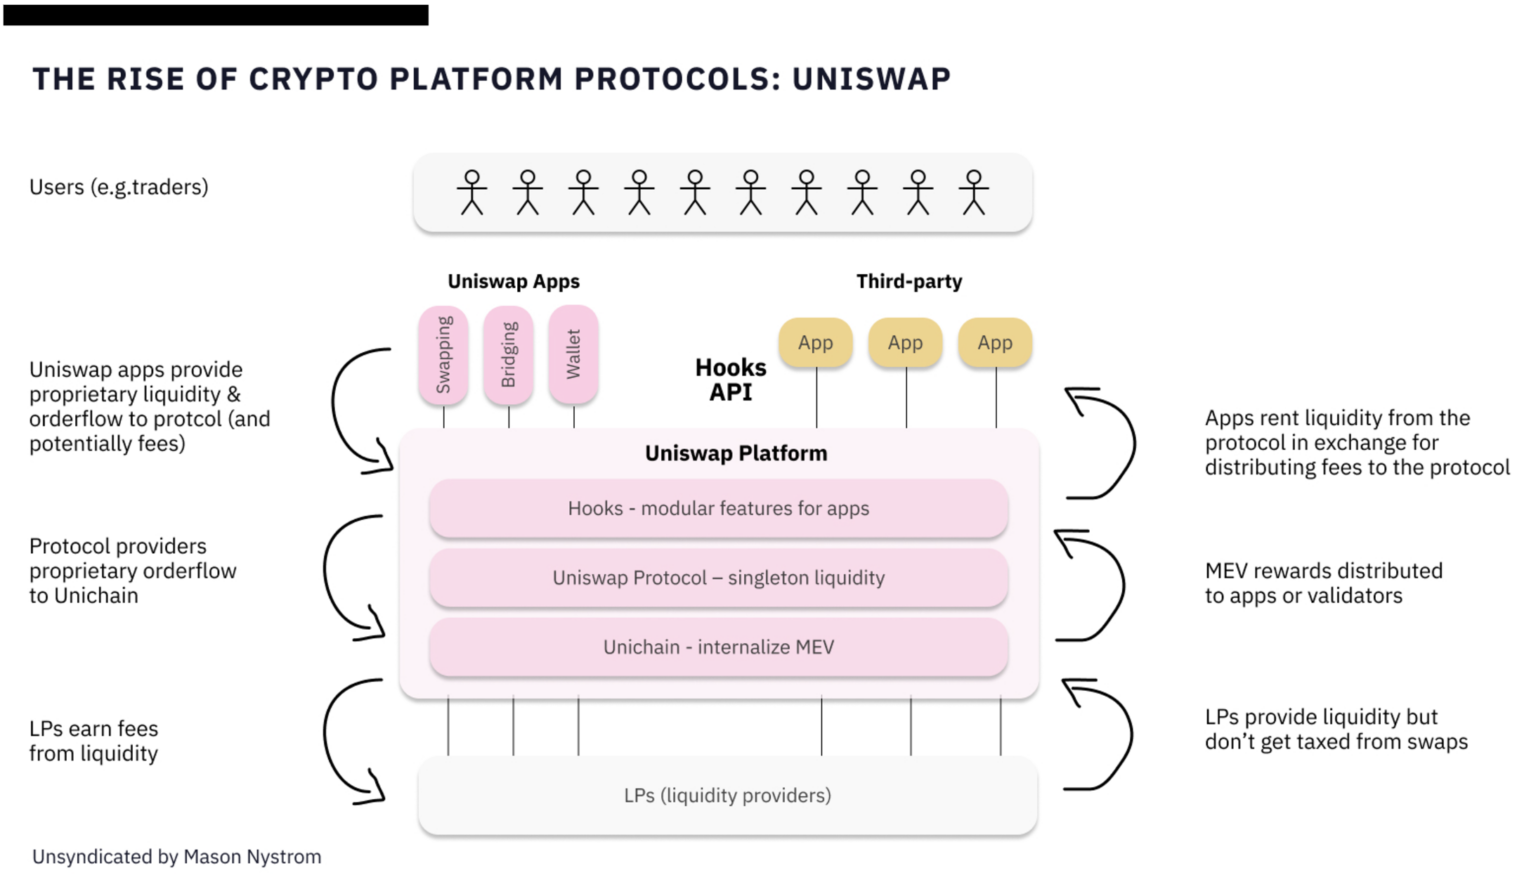 THE RISE OF CRYPTO PLATFORM PROTOCOLS: UNISWAP
Users (e.g.traders)
Uniswap Apps
Third-party
Swapping
Bridging
Wallet
App
App
App
Hooks
API
Uniswap apps provide
proprietary liquidity &
orderflow to protcol (and
potentially fees)
Apps rent liquidity from the
protocol in exchange for
distributing fees to the protocol
Uniswap Platform
Hooks - modular features for apps
Uniswap Protocol – singleton liquidity
Unichain - internalize MEV
Protocol providers
proprietary orderflow
to Unichain
MEV rewards distributed
to apps or validators
LPs earn fees
from liquidity
LPs provide liquidity but
don’t get taxed from swaps
LPs (liquidity providers)
Unsyndicated by Mason Nystrom